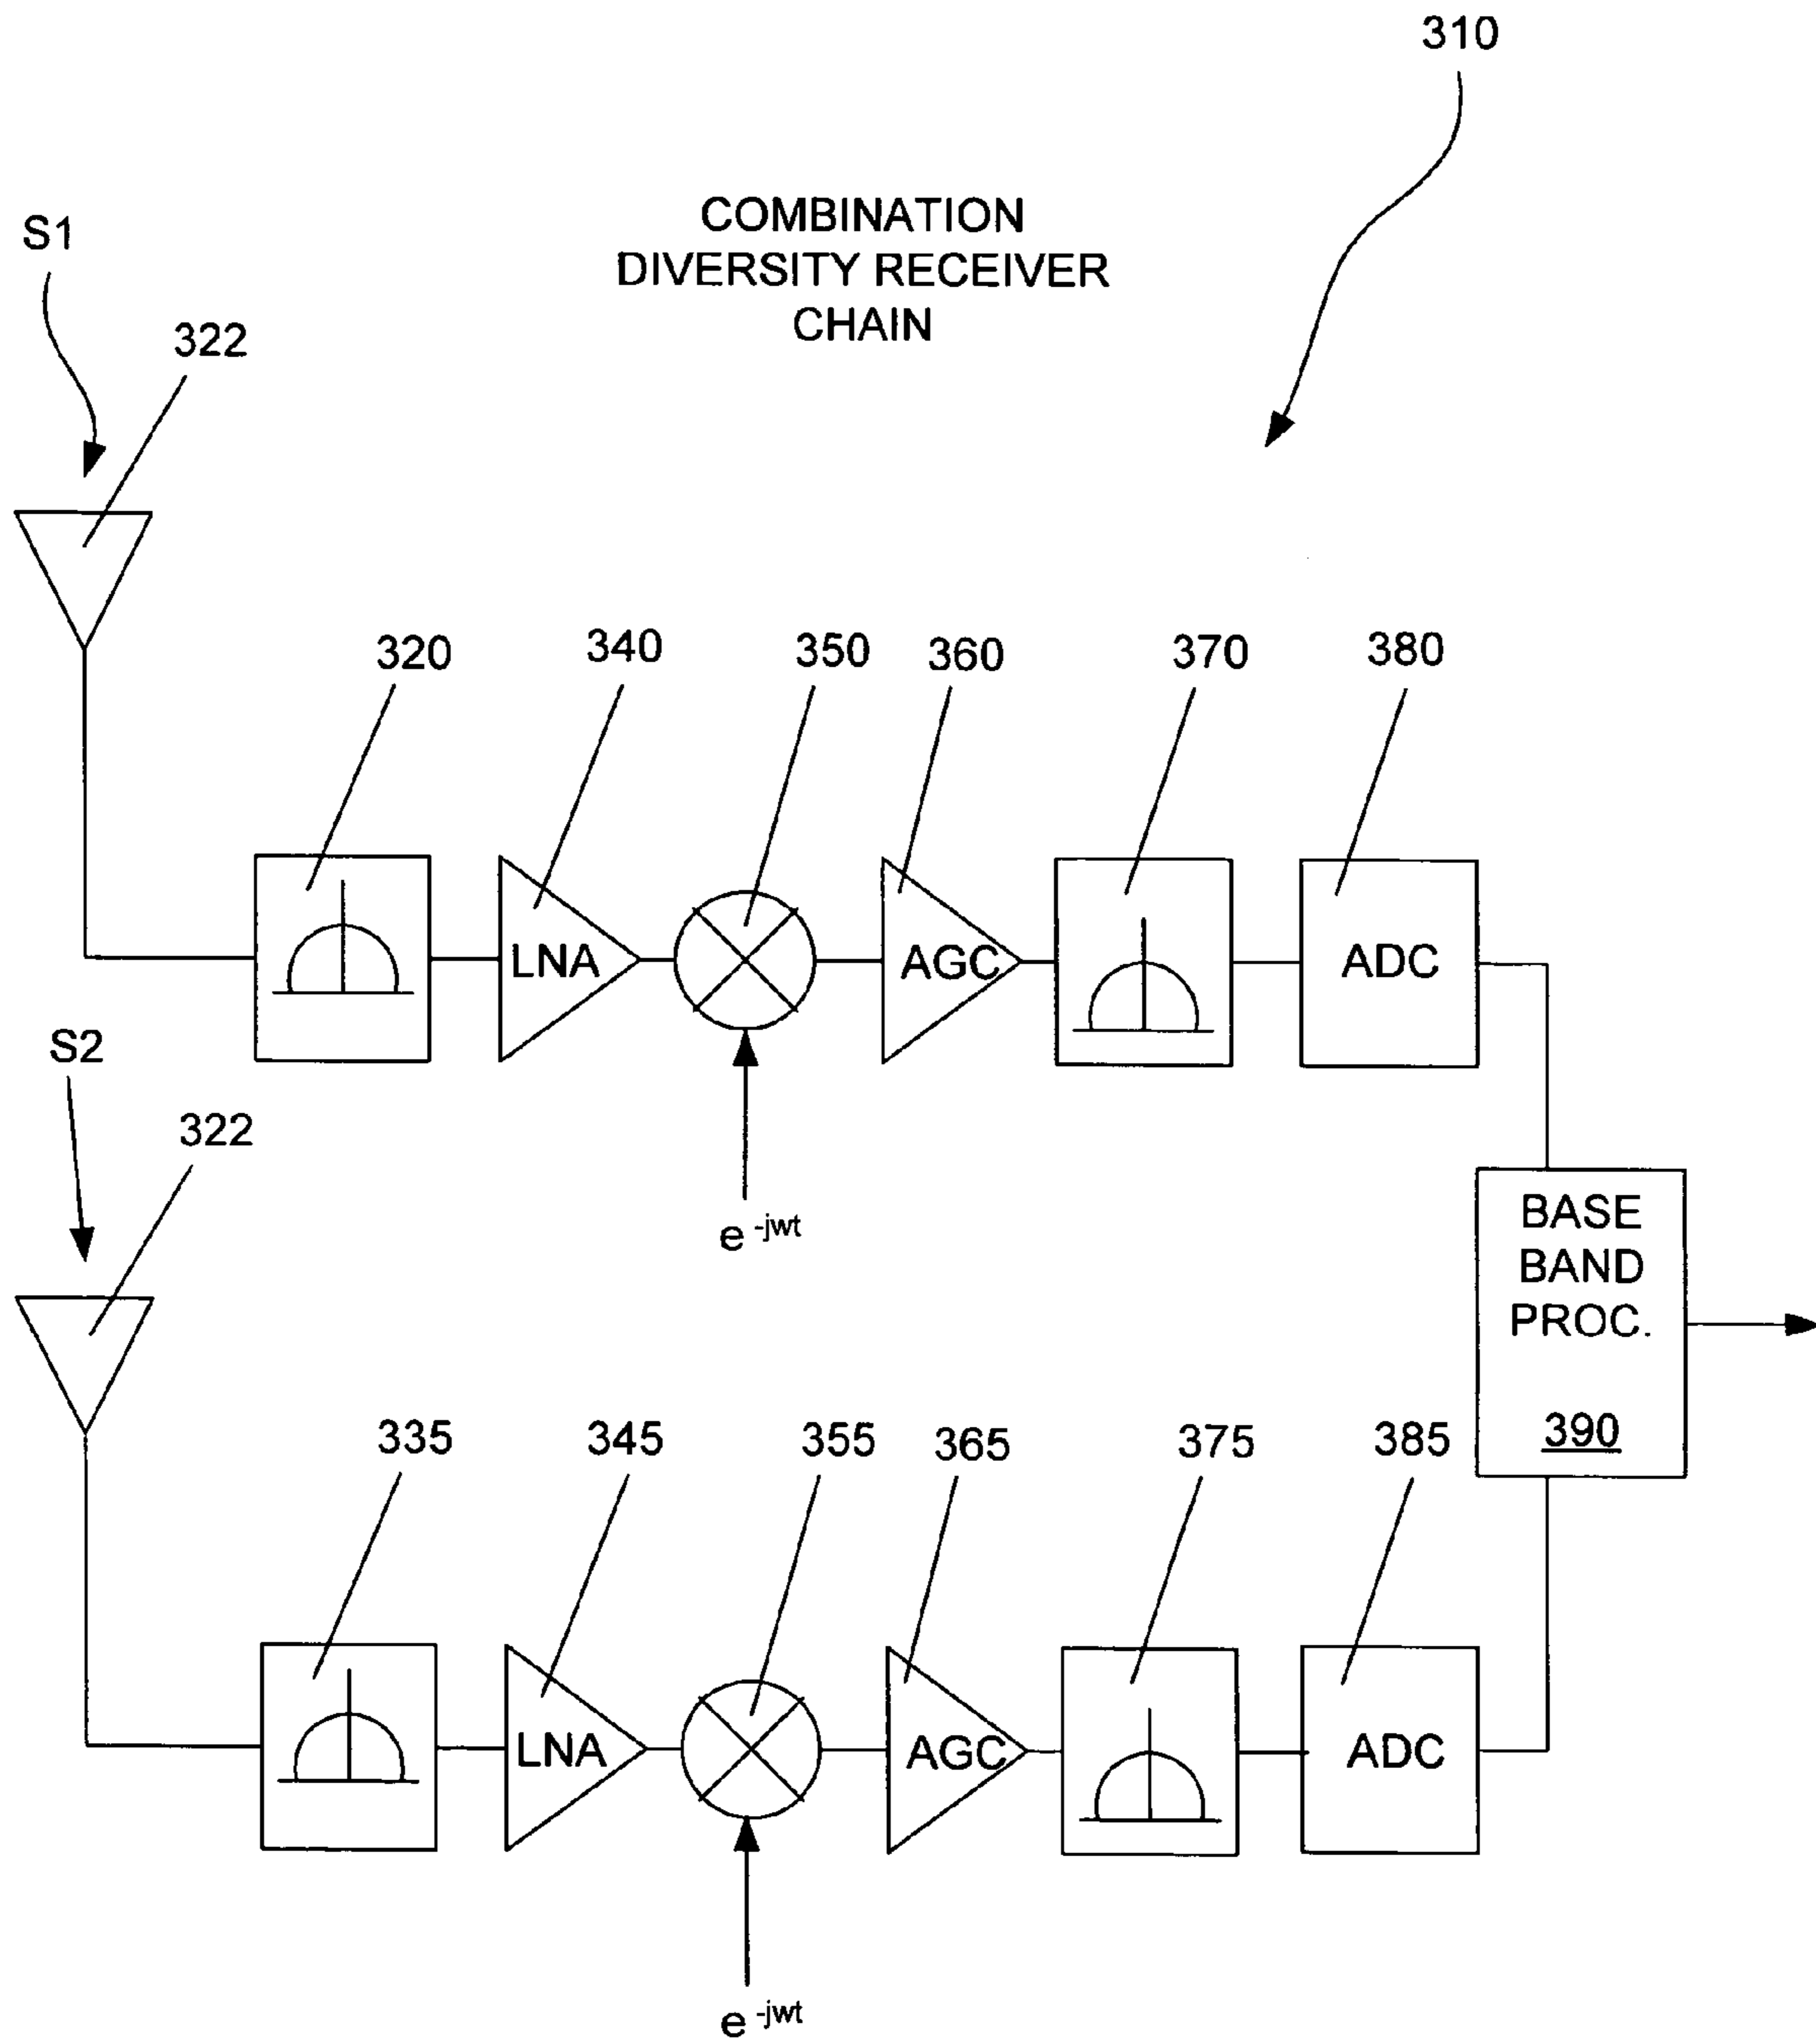 310
COMBINATION
DIVERSITY RECEIVER
CHAIN
S1
322
320
340
350
360
370
380
LNA
AGC
ADC
S2
322
e -jwt
BASE
BAND
PROC.
390
335
345
355
365
375
385
LNA
AGC
ADC
e -jwt